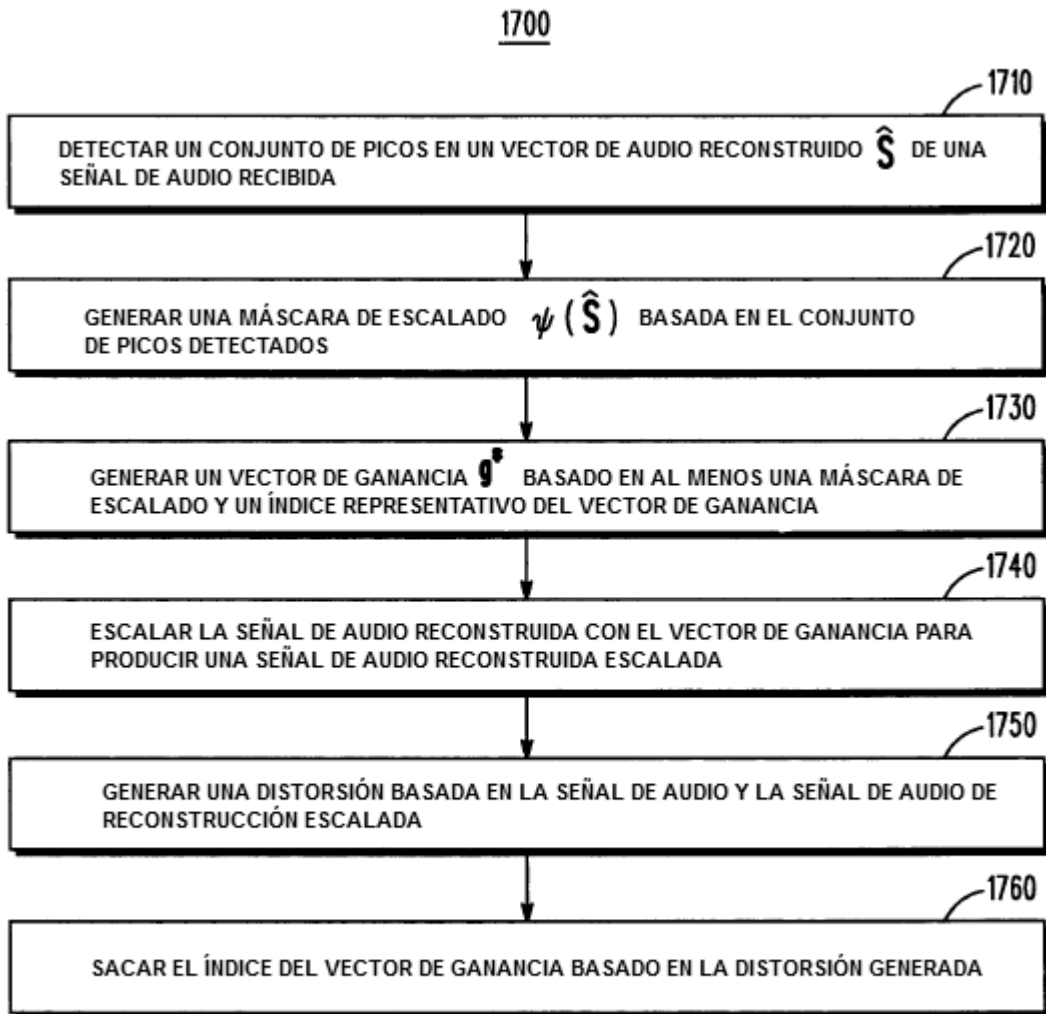 1700
1710
DETECTAR UN CONJUNTO DE PICOS EN UN VECTOR DE AUDIO RECONSTRUIDO Ŝ DE UNA
SEÑAL DE AUDIO RECIBIDA
1720
GENERAR UNA MÁSCARA DE ESCALADO ψ (Ŝ) BASADA EN EL CONJUNTO
DE PICOS DETECTADOS
1730
GENERAR UN VECTOR DE GANANCIA g* BASADO EN AL MENOS UNA MÁSCARA DE
ESCALADO Y UN ÍNDICE REPRESENTATIVO DEL VECTOR DE GANANCIA
1740
ESCALAR LA SEÑAL DE AUDIO RECONSTRUIDA CON EL VECTOR DE GANANCIA PARA
PRODUCIR UNA SEÑAL DE AUDIO RECONSTRUIDA ESCALADA
1750
GENERAR UNA DISTORSIÓN BASADA EN LA SEÑAL DE AUDIO Y LA SEÑAL DE AUDIO DE
RECONSTRUCCIÓN ESCALADA
1760
SACAR EL ÍNDICE DEL VECTOR DE GANANCIA BASADO EN LA DISTORSIÓN GENERADA